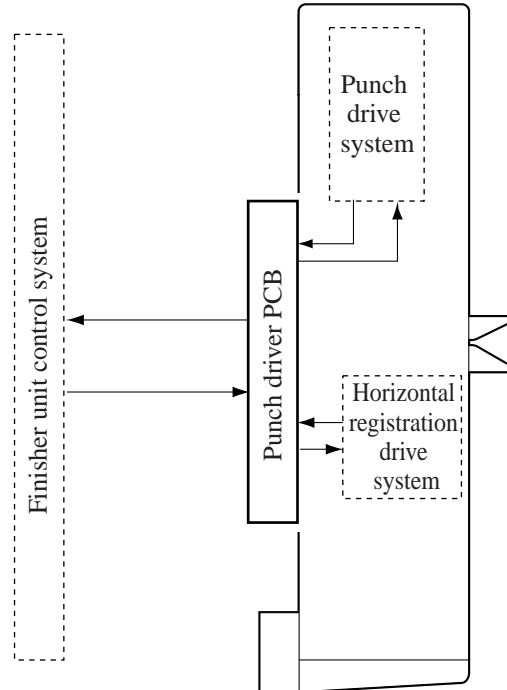 Finisher unit control system
Punch driver PCB
Punch
drive
system
Horizontal
registration
drive
system